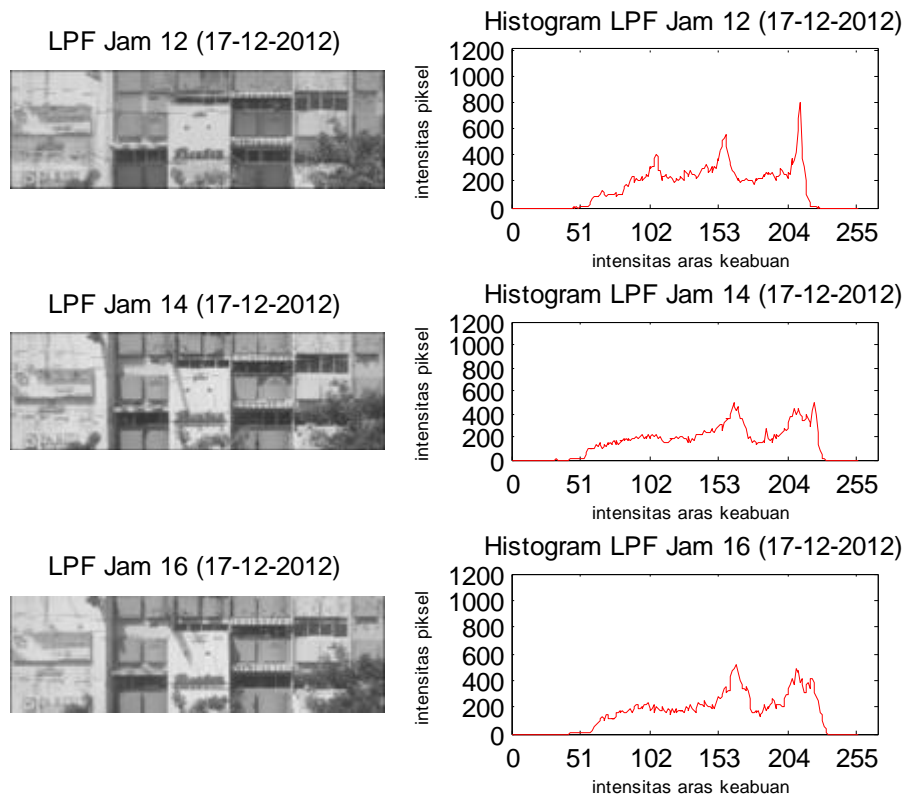 LPF Jam 12 (17-12-2012)
Histogram LPF Jam 12 (17-12-2012)
intensitas piksel
1200
1000
800
600
400
200
0
0 51 102 153 204 255
intensitas aras keabuan
LPF Jam 14 (17-12-2012)
Histogram LPF Jam 14 (17-12-2012)
intensitas piksel
1200
1000
800
600
400
200
0
0 51 102 153 204 255
intensitas aras keabuan
LPF Jam 16 (17-12-2012)
Histogram LPF Jam 16 (17-12-2012)
intensitas piksel
1200
1000
800
600
400
200
0
0 51 102 153 204 255
intensitas aras keabuan